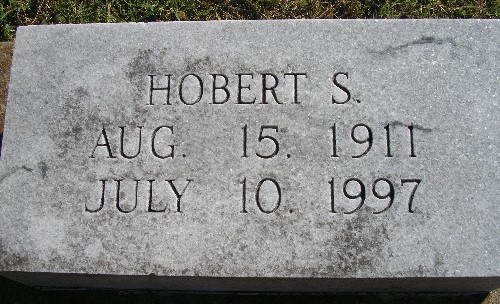 HOBERT S.
AUG. 15. 1911
JULY 10. 1997